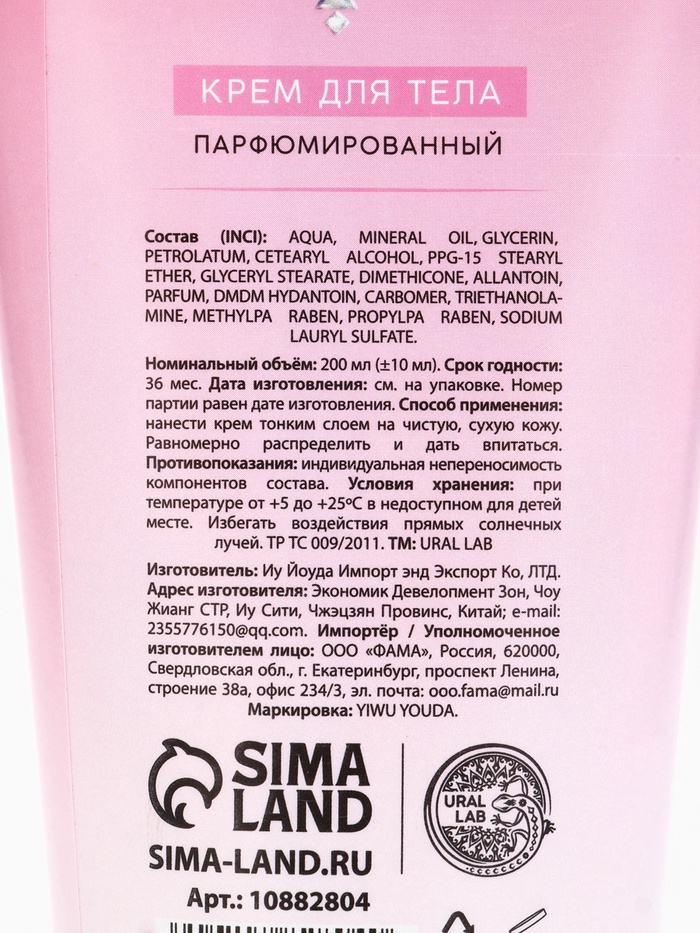 КРЕМ ДЛЯ ТЕЛА
ПАРФЮМИРОВАННЫЙ
Состав (INCI): AQUA, MINERAL OIL, GLYCERIN,
PETROLATUM, CETEARYL ALCOHOL, PPG-15 STEARYL
ETHER, GLYCERYL STEARATE, DIMETHICONE, ALLANTOIN,
PARFUM, DMDM HYDANTOIN, CARBOMER, TRIETHANOLA-
MINE, METHYLPA RABEN, PROPYLPA RABEN, SODIUM
LAURYL SULFATE.
Номинальный объём: 200 мл (±10 мл). Срок годности:
36 мес. Дата изготовления: см. на упаковке. Номер
партии равен дате изготовления. Способ применения:
нанести крем тонким слоем на чистую, сухую кожу.
Равномерно распределить и дать впитаться.
Противопоказания: индивидуальная непереносимость
компонентов состава. Условия хранения: при
температуре от +5 до +25ºC в недоступном для детей
месте. Избегать воздействия прямых солнечных
лучей. ТР ТС 009/2011. ТМ: URAL LAB
Изготовитель: Иу Йоуда Импорт энд Экспорт Ко, ЛТД.
Адрес изготовителя: Экономик Девелопмент Зон, Чоу
Жианг СТР, Иу Сити, Чжэцзян Провинс, Китай; e-mail:
2355776150@qq.com. Импортёр / Уполномоченное
изготовителем лицо: ООО «ФАМА», Россия, 620000,
Свердловская обл., г. Екатеринбург, проспект Ленина,
строение 38а, офис 234/3, эл. почта: ooo.fama@mail.ru
Маркировка: YIWU YOUDA.
SIMA
LAND
SIMA-LAND.RU
Арт.: 10882804
URAL
LAB